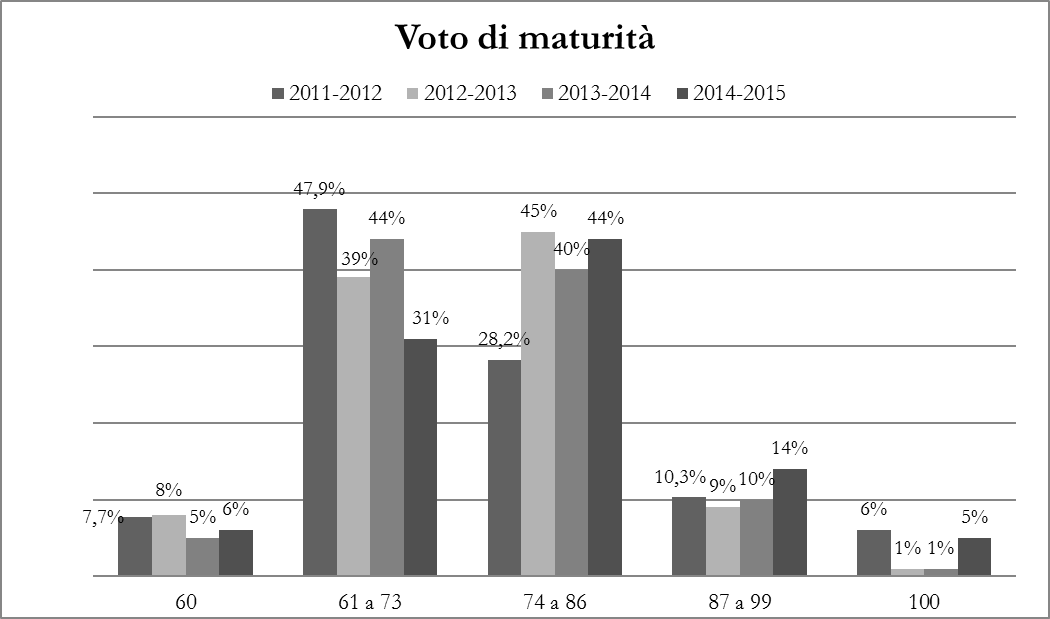 Voto di maturità
2011-2012 2012-2013 2013-2014 2014-2015
7,7% 8% 5% 6%
47,9% 39% 44% 31%
28,2% 45% 40% 44%
10,3% 9% 10% 14%
6% 1% 1% 5%
60 61 a 73 74 a 86 87 a 99 100